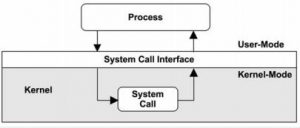 Process
User-Mode
System Call Interface
Kernel-Mode
Kernel
System
Call